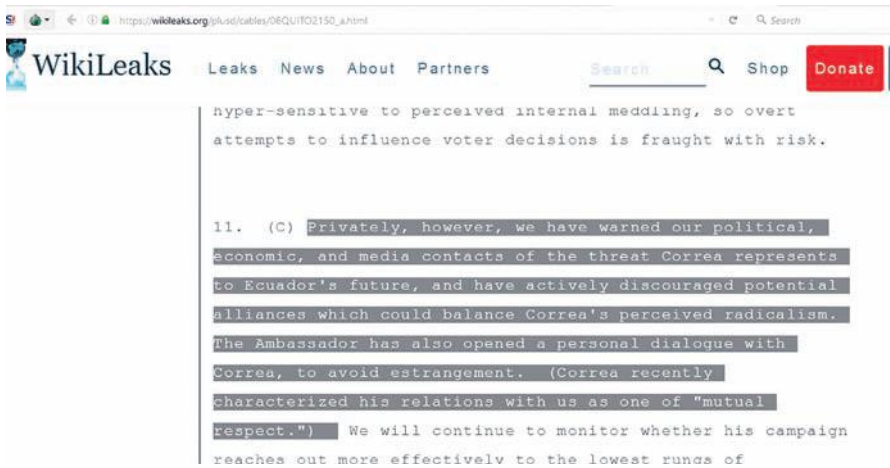 https://wikileaks.org/plusd/cables/06QUITO2150_a.html
Search
WikiLeaks
Leaks News About Partners
Search
Shop
Donate
hyper-sensitive to perceived internal meddling, so overt
attempts to influence voter decisions is fraught with risk.
11. (C) Privately, however, we have warned our political,
economic, and media contacts of the threat Correa represents
to Ecuador's future, and have actively discouraged potential
alliances which could balance Correa's perceived radicalism.
The Ambassador has also opened a personal dialogue with
Correa, to avoid estrangement. (Correa recently
characterized his relations with us as one of "mutual
respect.") We will continue to monitor whether his campaign
reaches out more effectively to the lowest rungs of